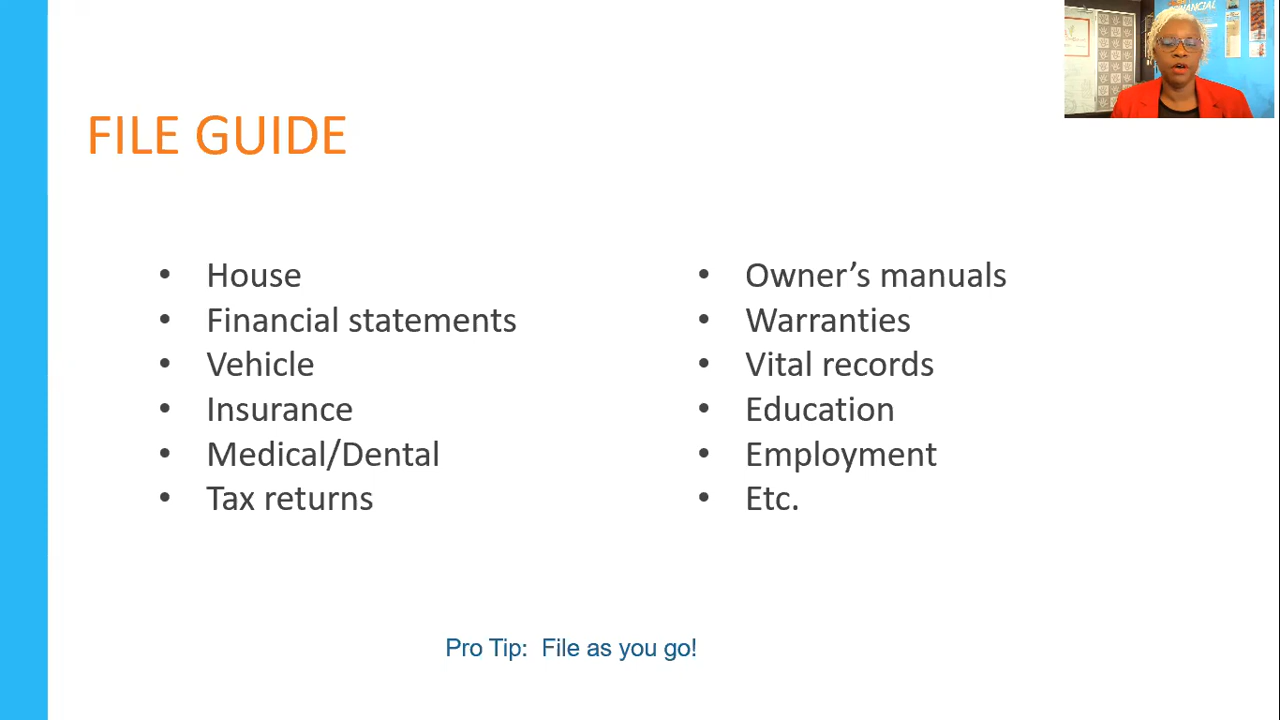 FINANCIAL
FILE GUIDE
• House
• Financial statements
• Vehicle
• Insurance
• Medical/Dental
• Tax returns
• Owner’s manuals
• Warranties
• Vital records
• Education
• Employment
• Etc.
Pro Tip:  File as you go!